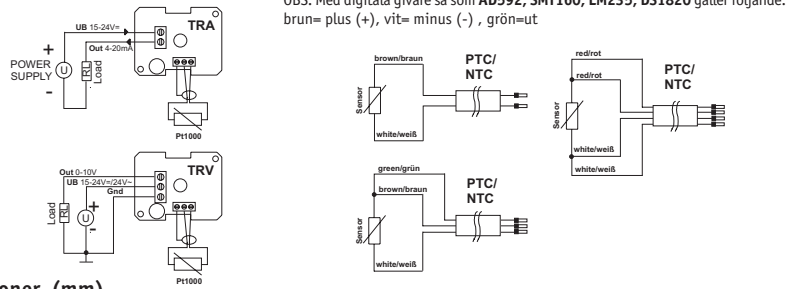 OBS: Med digitala givare så som AD592, SMT160, LM235, DS1820 gäller följande:
brun= plus (+), vit= minus (-) , grön=ut
TRA
UB 15-24V=
Out 4-20mA
+
POWER
SUPPLY
-
U
RL
Load
Pt1000
TRV
Out 0-10V
UB 15-24V=/24V~
Gnd
Load
RL
U
+
-
Pt1000
brown/braun
PTC/
NTC
Sensor
white/weiß
red/rot
red/rot
PTC/
NTC
Sensor
white/weiß
white/weiß
green/grün
brown/braun
PTC/
NTC
Sensor
white/weiß
(mm)